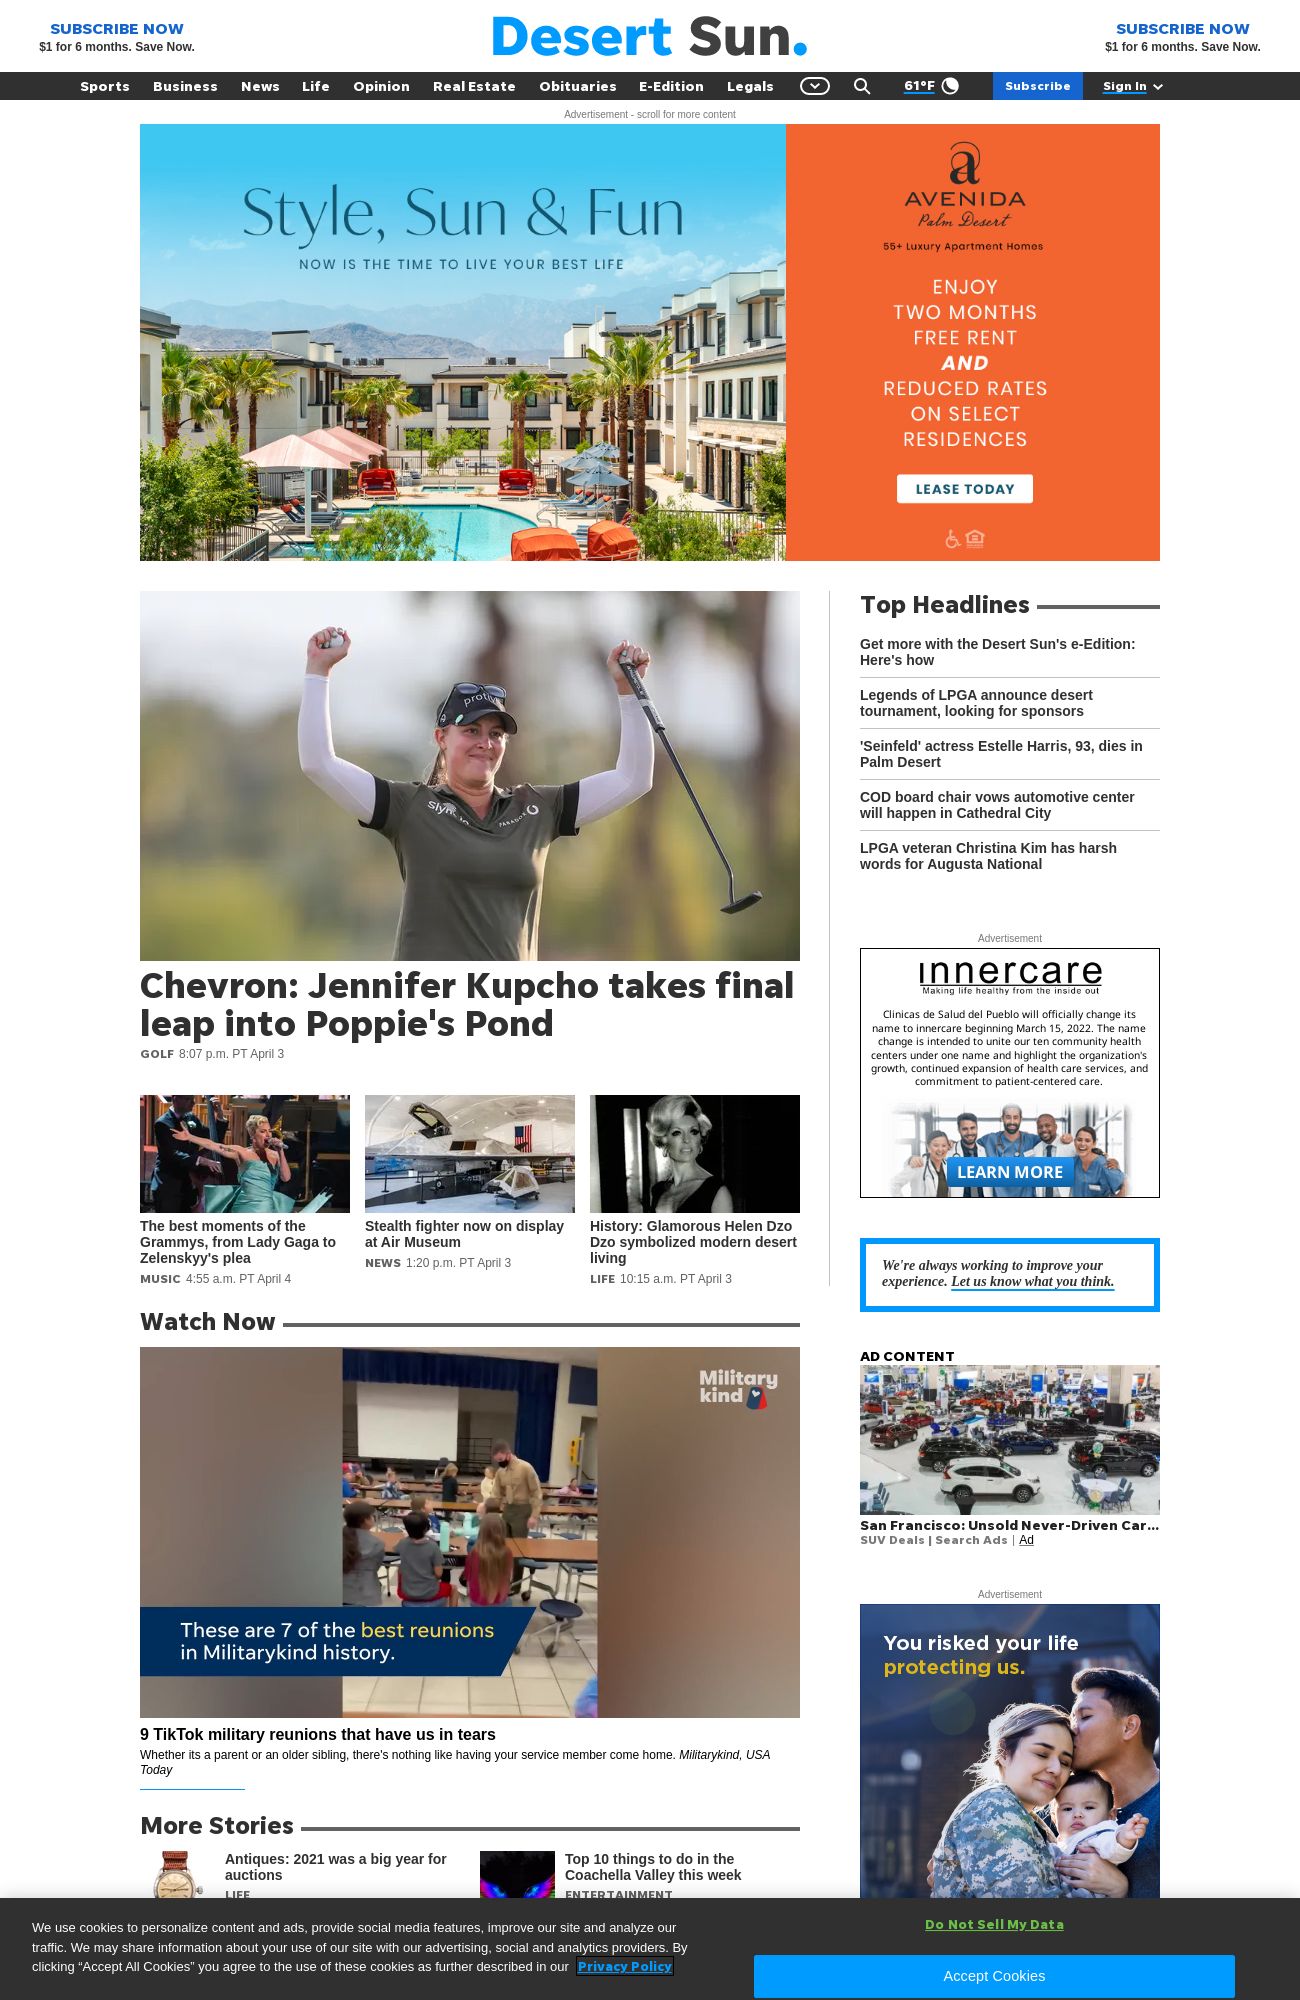 SUBSCRIBE NOW
$1 for 6 months. Save Now.
Desert Sun.
SUBSCRIBE NOW
$1 for 6 months. Save Now.
Sports Business News Life Opinion Real Estate Obituaries E-Edition Legals 61°F Subscribe Sign In
Advertisement - scroll for more content
Style, Sun & Fun
NOW IS THE TIME TO LIVE YOUR BEST LIFE
a
AVENIDA
Palm Desert
55+ Luxury Apartment Homes
ENJOY
TWO MONTHS
FREE RENT
AND
REDUCED RATES
ON SELECT
RESIDENCES
LEASE TODAY
protiviti
PARADOX
Chevron: Jennifer Kupcho takes final
leap into Poppie's Pond
GOLF 8:07 p.m. PT April 3
The best moments of the
Grammys, from Lady Gaga to
Zelenskyy's plea
MUSIC 4:55 a.m. PT April 4
Stealth fighter now on display
at Air Museum
NEWS 1:20 p.m. PT April 3
History: Glamorous Helen Dzo
Dzo symbolized modern desert
living
LIFE 10:15 a.m. PT April 3
Watch Now
Military
kind
These are 7 of the best reunions
in Militarykind history.
9 TikTok military reunions that have us in tears
Whether its a parent or an older sibling, there's nothing like having your service member come home. Militarykind, USA
Today
More Stories
Antiques: 2021 was a big year for
auctions
LIFE
Top 10 things to do in the
Coachella Valley this week
ENTERTAINMENT
Top Headlines
Get more with the Desert Sun's e-Edition:
Here's how
Legends of LPGA announce desert
tournament, looking for sponsors
'Seinfeld' actress Estelle Harris, 93, dies in
Palm Desert
COD board chair vows automotive center
will happen in Cathedral City
LPGA veteran Christina Kim has harsh
words for Augusta National
Advertisement
innercare
Making life healthy from the inside out
Clinicas de Salud del Pueblo will officially change its
name to innercare beginning March 15, 2022. The name
change is intended to unite our ten community health
centers under one name and highlight the organization's
growth, continued expansion of health care services, and
commitment to patient-centered care.
LEARN MORE
We're always working to improve your
experience. Let us know what you think.
AD CONTENT
San Francisco: Unsold Never-Driven Car...
SUV Deals | Search Ads | Ad
Advertisement
You risked your life
protecting us.
We use cookies to personalize content and ads, provide social media features, improve our site and analyze our
traffic. We may share information about your use of our site with our advertising, social and analytics providers. By
clicking “Accept All Cookies” you agree to the use of these cookies as further described in our Privacy Policy
Do Not Sell My Data
Accept Cookies